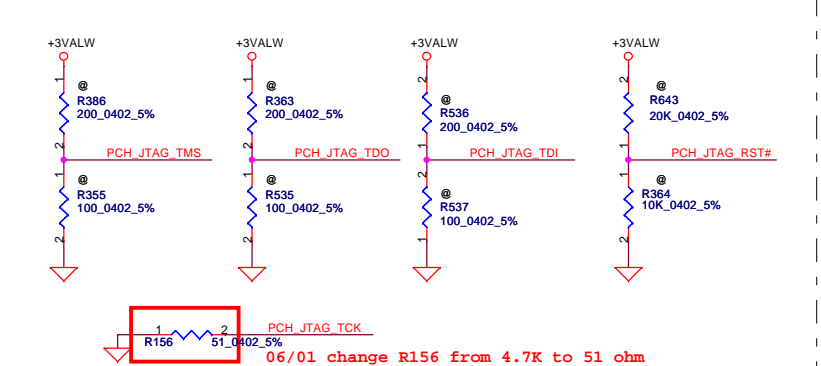 +3VALW +3VALW +3VALW +3VALW
1 1 2 2
@ @ @ @
R386 R363 R536 R643
200_0402_5% 200_0402_5% 200_0402_5% 20K_0402_5%
2 2 1 1
PCH_JTAG_TMS PCH_JTAG_TDO PCH_JTAG_TDI PCH_JTAG_RST#
1 1 2 1
@ @ @
R355 R535 R537 R364
100_0402_5% 100_0402_5% 100_0402_5% 10K_0402_5%
2 2 1 2
1 2 PCH_JTAG_TCK
R156 51_0402_5%
06/01 change R156 from 4.7K to 51 ohm